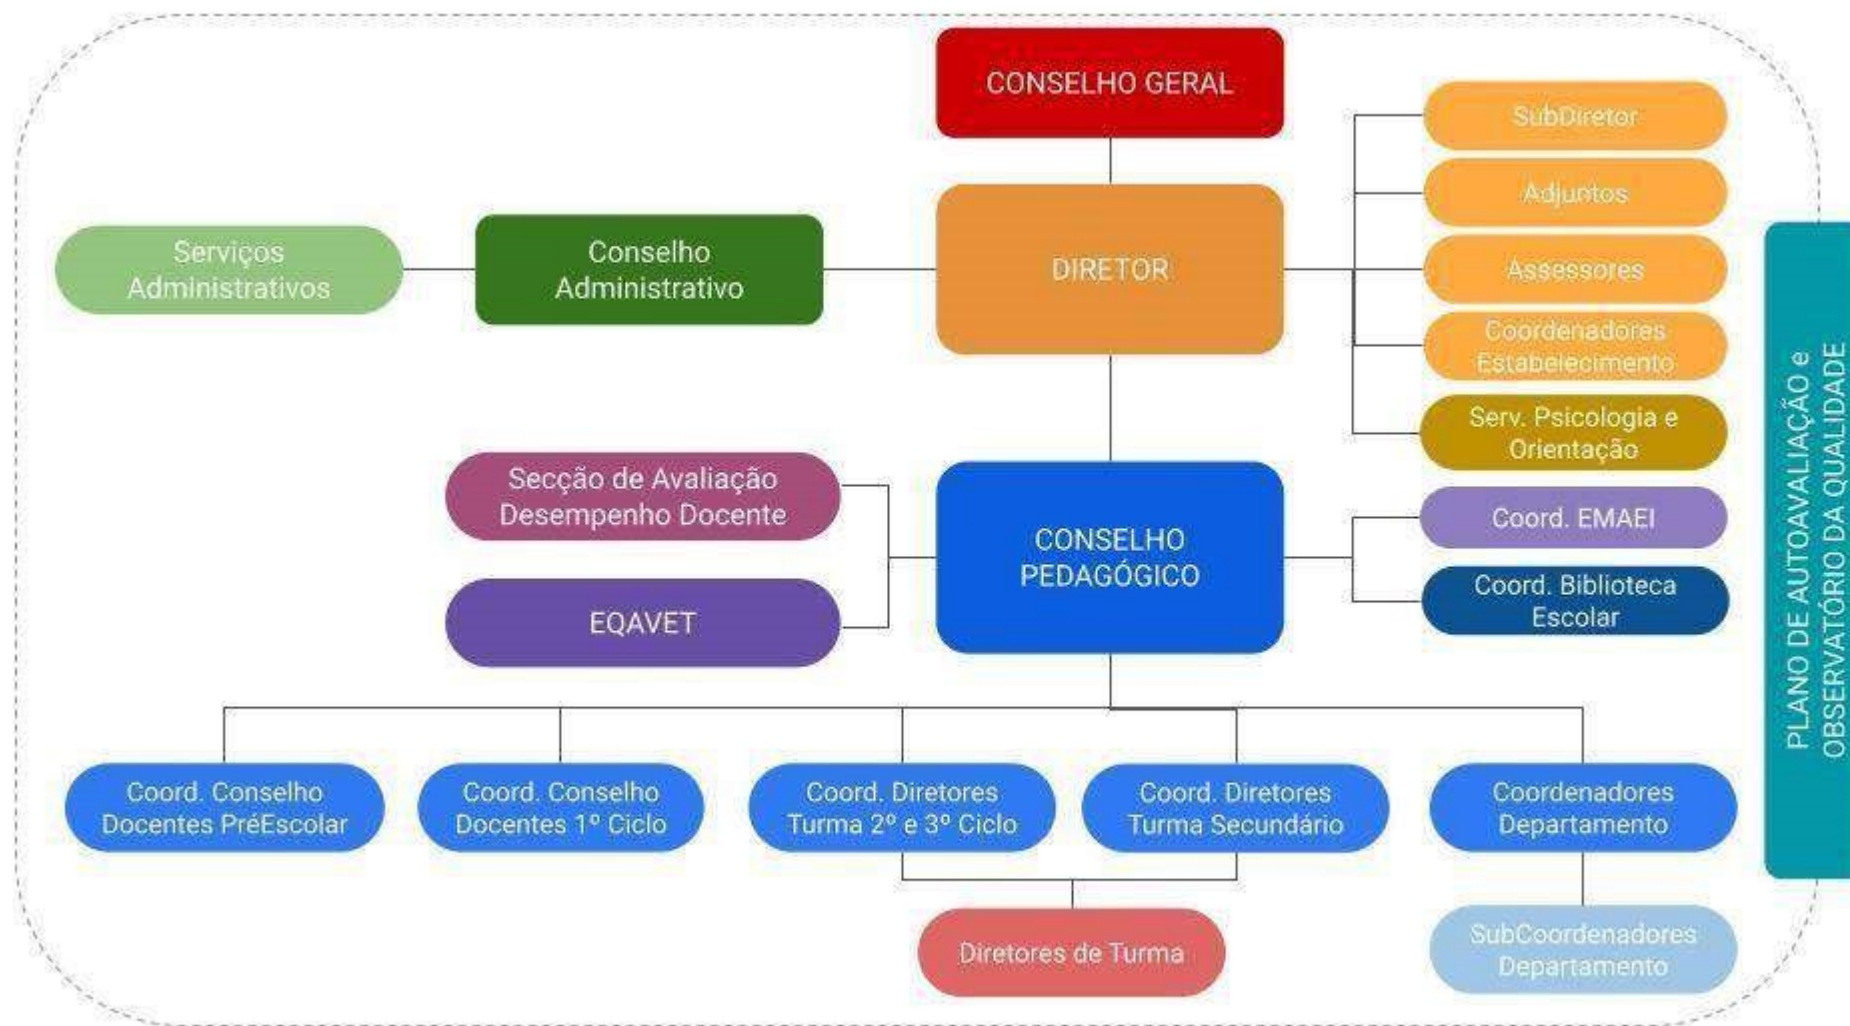 CONSELHO GERAL
SubDiretor
Adjuntos
Serviços
Administrativos
Conselho
Administrativo
DIRETOR
Assessores
Coordenadores
Estabelecimento
Serv. Psicologia e
Orientação
Secção de Avaliação
Desempenho Docente
EQAVET
CONSELHO
PEDAGÓGICO
Coord. EMAEI
Coord. Biblioteca
Escolar
PLANO DE AUTOAVALIAÇÃO e
OBSERVATÓRIO DA QUALIDADE
Coord. Conselho
Docentes PréEscolar
Coord. Conselho
Docentes 1º Ciclo
Coord. Diretores
Turma 2º e 3º Ciclo
Coord. Diretores
Turma Secundário
Coordenadores
Departamento
Diretores de Turma
SubCoordenadores
Departamento